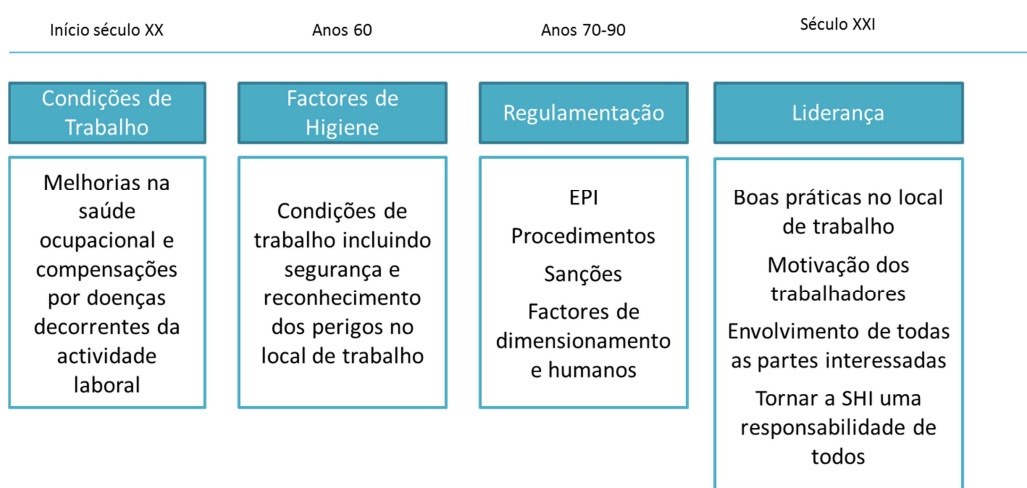 Início século XX
Anos 60
Anos 70-90
Século XXI
Condições de
Trabalho
Factores de
Higiene
Regulamentação
Liderança
Melhorias na
saúde
ocupacional e
compensações
por doenças
decorrentes da
actividade
laboral
Condições de
trabalho incluindo
segurança e
reconhecimento
dos perigos no
local de trabalho
EPI
Procedimentos
Sanções
Factores de
dimensionamento
e humanos
Boas práticas no local
de trabalho
Motivação dos
trabalhadores
Envolvimento de todas
as partes interessadas
Tornar a SHI uma
responsabilidade de
todos